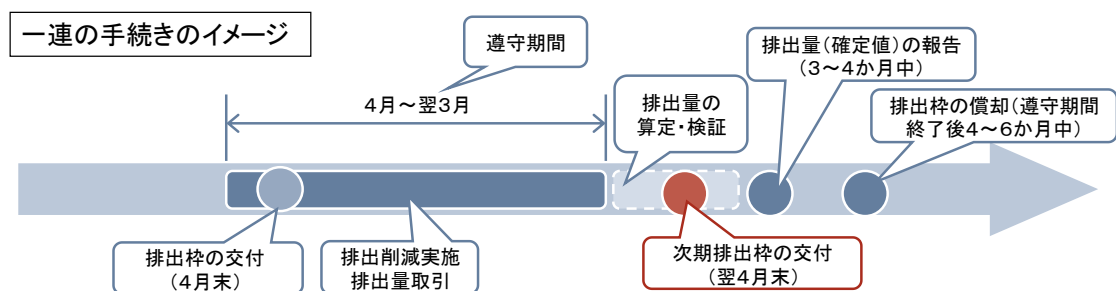 一連の手続きのイメージ
遵守期間
4月～翌3月
排出量の
算定・検証
排出量(確定値)の報告
(3～4か月中)
排出枠の償却(遵守期間
終了後4～6か月中)
排出枠の交付
(4月末)
排出削減実施
排出量取引
次期排出枠の交付
(翌4月末)